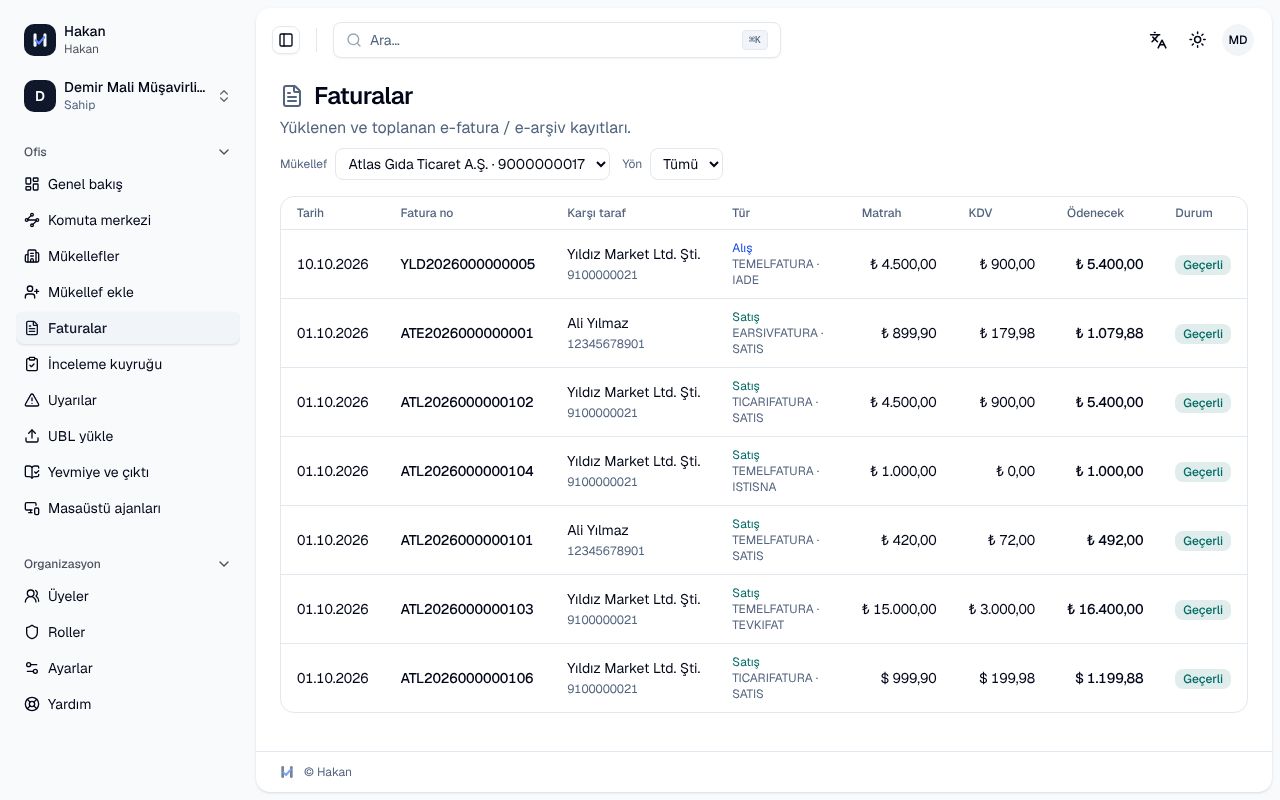 Hakan
Hakan
Demir Mali Müşavirli...
D
Sahip
Ofis
Genel bakış
Komuta merkezi
Mükellefler
Mükellef ekle
Faturalar
İnceleme kuyruğu
Uyarılar
UBL yükle
Yevmiye ve çıktı
Masaüstü ajanları
Organizasyon
Üyeler
Roller
Ayarlar
Yardım
Ara... ⌘K
MD
Faturalar
Yüklenen ve toplanan e-fatura / e-arşiv kayıtları.
Mükellef Atlas Gıda Ticaret A.Ş. · 9000000017 Yön Tümü
Tarih Fatura no Karşı taraf Tür Matrah KDV Ödenecek Durum
10.10.2026 YLD2026000000005 Yıldız Market Ltd. Şti. 9100000021 Alış TEMELFATURA · IADE ₺ 4.500,00 ₺ 900,00 ₺ 5.400,00 Geçerli
01.10.2026 ATE2026000000001 Ali Yılmaz 12345678901 Satış EARSIVFATURA · SATIS ₺ 899,90 ₺ 179,98 ₺ 1.079,88 Geçerli
01.10.2026 ATL2026000000102 Yıldız Market Ltd. Şti. 9100000021 Satış TICARIFATURA · SATIS ₺ 4.500,00 ₺ 900,00 ₺ 5.400,00 Geçerli
01.10.2026 ATL2026000000104 Yıldız Market Ltd. Şti. 9100000021 Satış TEMELFATURA · ISTISNA ₺ 1.000,00 ₺ 0,00 ₺ 1.000,00 Geçerli
01.10.2026 ATL2026000000101 Ali Yılmaz 12345678901 Satış TEMELFATURA · SATIS ₺ 420,00 ₺ 72,00 ₺ 492,00 Geçerli
01.10.2026 ATL2026000000103 Yıldız Market Ltd. Şti. 9100000021 Satış TEMELFATURA · TEVKIFAT ₺ 15.000,00 ₺ 3.000,00 ₺ 16.400,00 Geçerli
01.10.2026 ATL2026000000106 Yıldız Market Ltd. Şti. 9100000021 Satış TICARIFATURA · SATIS $ 999,90 $ 199,98 $ 1.199,88 Geçerli
© Hakan